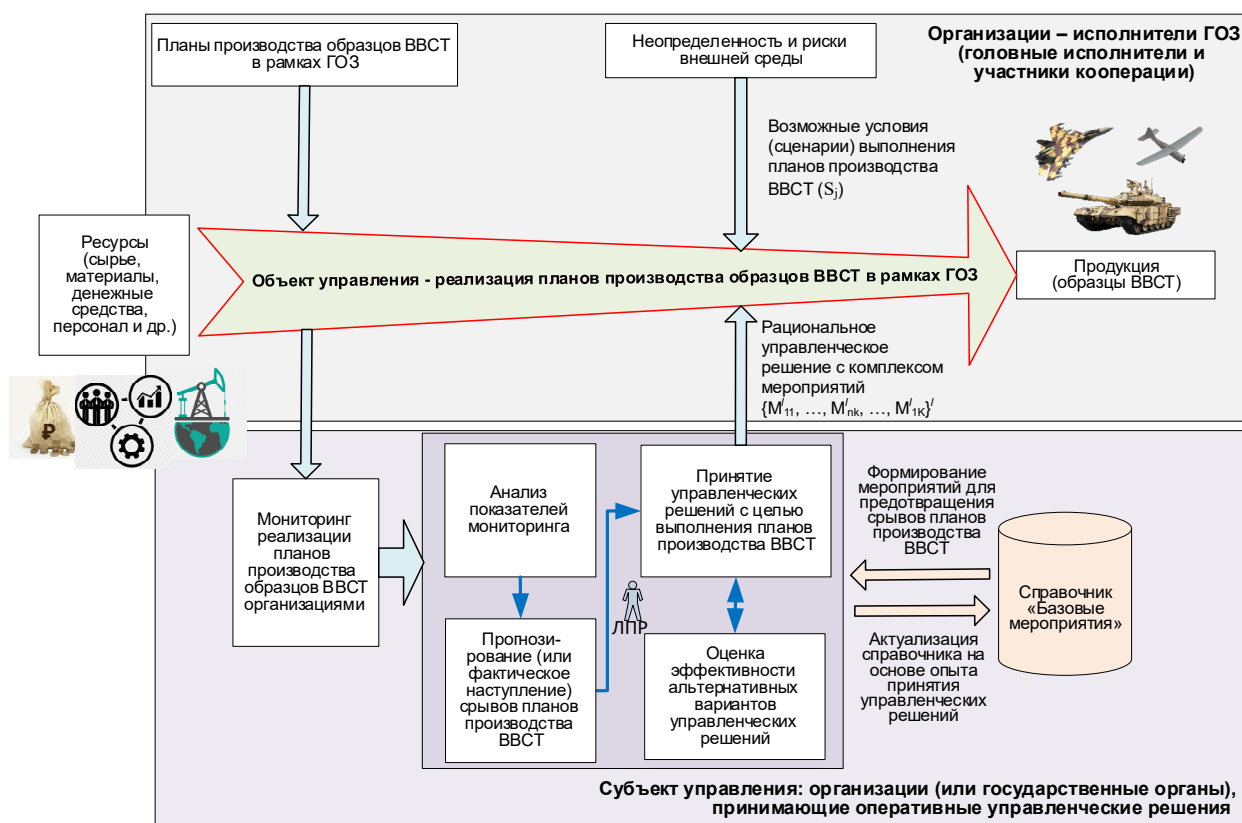 Планы производства образцов ВВСТ
в рамках ГОЗ
Неопределенность и риски
внешней среды
Организации – исполнители ГОЗ
(головные исполнители и
участники кооперации)
Возможные условия
(сценарии) выполнения
планов производства
ВВСТ (Sj)
Ресурсы
(сырье,
материалы,
денежные
средства,
персонал и др.)
Объект управления - реализация планов производства образцов ВВСТ в рамках ГОЗ
Продукция
(образцы ВВСТ)
Рациональное
управленческое
решение с комплексом
мероприятий
{M^l_11, …, M^l_nk, …, M^l_1K}^l
₽
Мониторинг
реализации
планов
производства
образцов ВВСТ
организациями
Анализ
показателей
мониторинга
Принятие
управленческих
решений с целью
выполнения планов
производства ВВСТ
Формирование
мероприятий для
предотвращения
срывов планов
производства
ВВСТ
ЛПР
Прогнози-
рование (или
фактическое
наступление)
срывов планов
производства
ВВСТ
Оценка
эффективности
альтернативных
вариантов
управленческих
решений
Справочник
«Базовые
мероприятия»
Актуализация
справочника на
основе опыта
принятия
управленческих
решений
Субъект управления: организации (или государственные органы),
принимающие оперативные управленческие решения